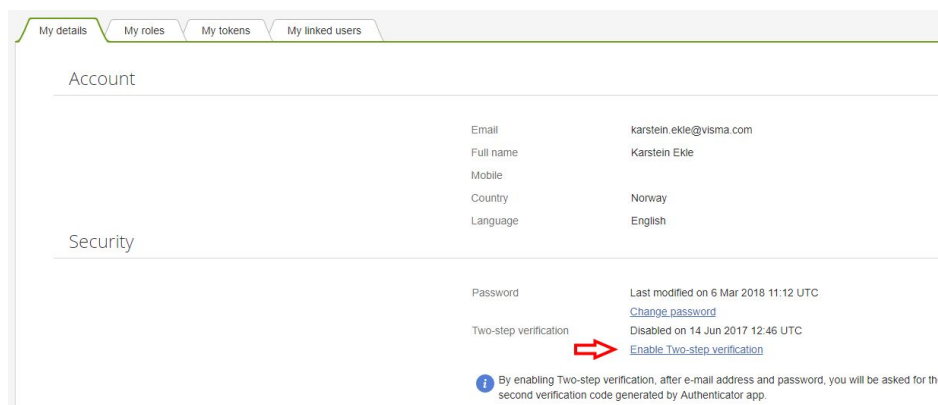 My details My roles My tokens My linked users
Account
Email karstein.ekle@visma.com
Full name Karstein Ekle
Mobile
Country Norway
Language English
Security
Password Last modified on 6 Mar 2018 11:12 UTC
Change password
Two-step verification Disabled on 14 Jun 2017 12:46 UTC
Enable Two-step verification
i By enabling Two-step verification, after e-mail address and password, you will be asked for th
second verification code generated by Authenticator app.